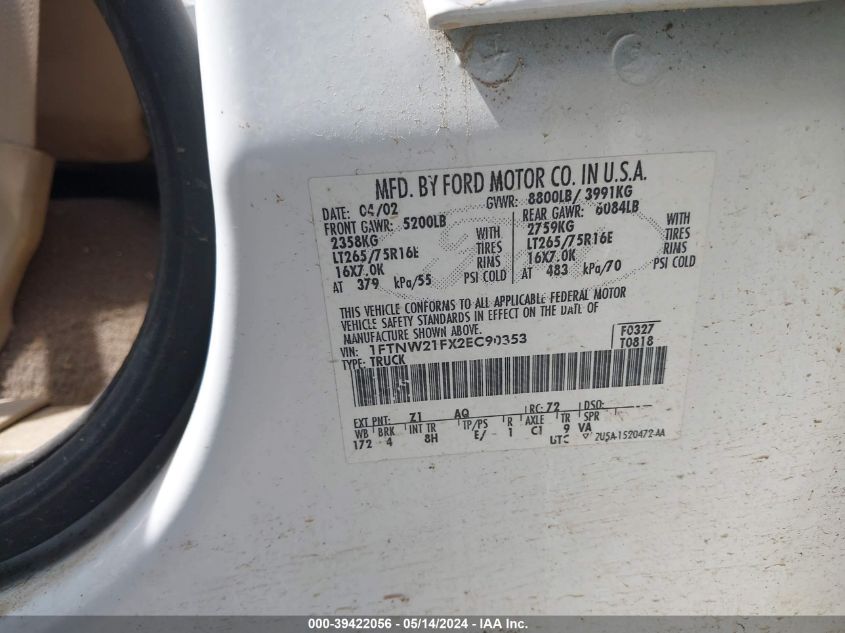 MFD. BY FORD MOTOR CO. IN U.S.A.
DATE: 04/02 GVWR: 8800LB/ 3991KG
FRONT GAWR: 5200LB REAR GAWR: 6084LB
2358KG WITH 2759KG WITH
LT265/75R16E TIRES LT265/75R16E TIRES
16X7.0K RIMS 16X7.0K RIMS
AT 379 kPa/55 PSI COLD AT 483 kPa/70 PSI COLD
THIS VEHICLE CONFORMS TO ALL APPLICABLE FEDERAL MOTOR
VEHICLE SAFETY STANDARDS IN EFFECT ON THE DATE OF
MANUFACTURE SHOWN ABOVE.
VIN: 1FTNW21FX2EC90353 F0327
TYPE: TRUCK T0818
EXT PNT: Z1 AQ RC: 72 DSO:
WB BRK INT TR TP/PS R AXLE TR SPR
172 4 8H E/- 1 C1 9 VA
UTC ▽ 2U5A-1520472-AA
000-39422056 - 05/14/2024 - IAAI.COM